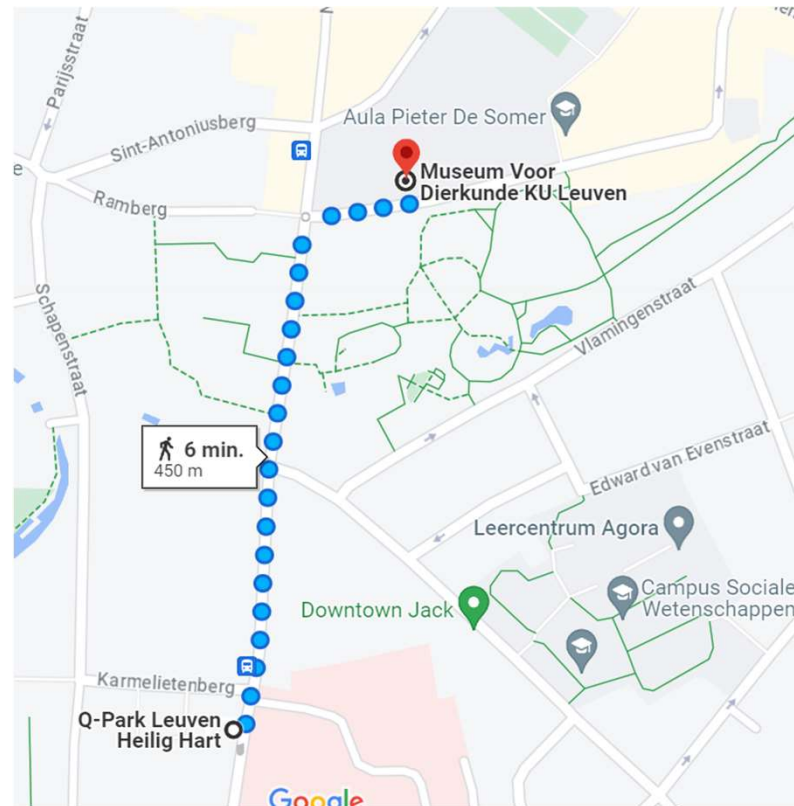 Parijsstraat
Sint-Antoniusberg
Aula Pieter De Somer
Museum Voor
Dierkunde KU Leuven
Ramberg
Schapenstraat
Vlamingenstraat
6 min.
450 m
Edward van Evenstraat
Leercentrum Agora
Campus Sociale
Wetenschappen
Downtown Jack
Karmelietenberg
Q-Park Leuven
Heilig Hart
Google